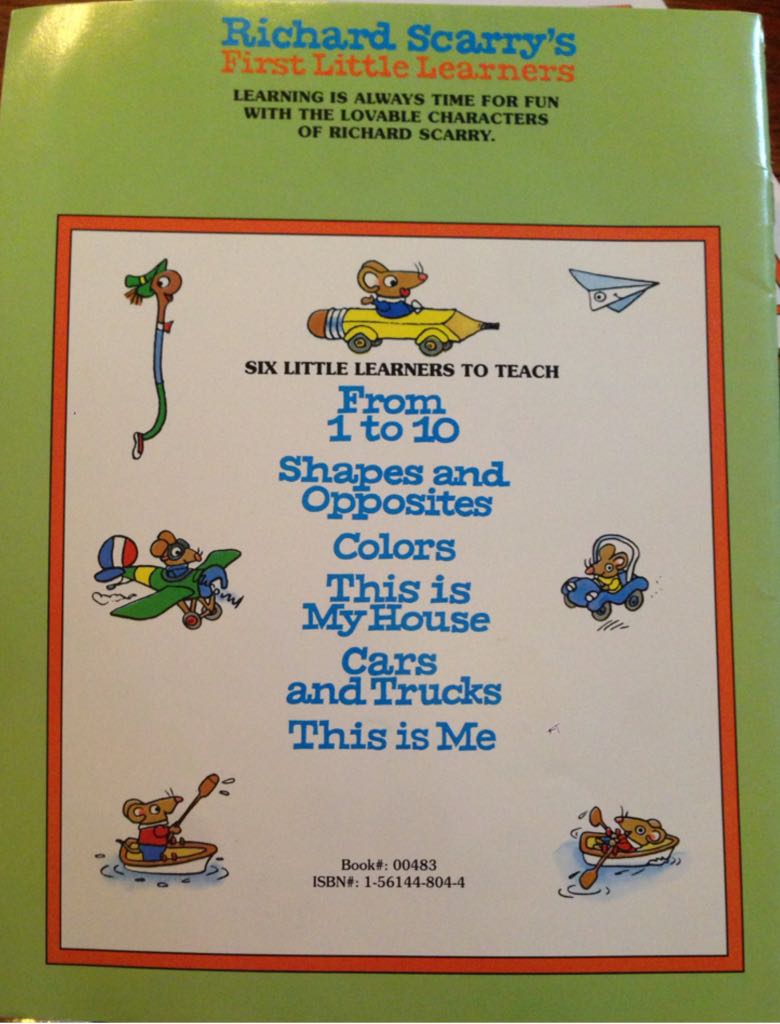 Richard Scarry's
First Little Learners
LEARNING IS ALWAYS TIME FOR FUN
WITH THE LOVABLE CHARACTERS
OF RICHARD SCARRY.
SIX LITTLE LEARNERS TO TEACH
From
1 to 10
Shapes and
Opposites
Colors
This is
My House
Cars
and Trucks
This is Me
Book#: 00483
ISBN#: 1-56144-804-4